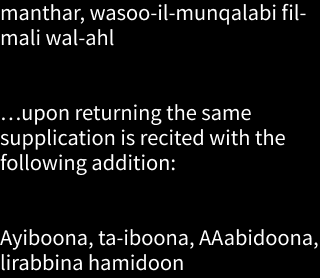 manthar, wasoo-il-munqalabi fil-
mali wal-ahl
…upon returning the same
supplication is recited with the
following addition:
Ayiboona, ta-iboona, AAabidoona,
lirabbina hamidoon